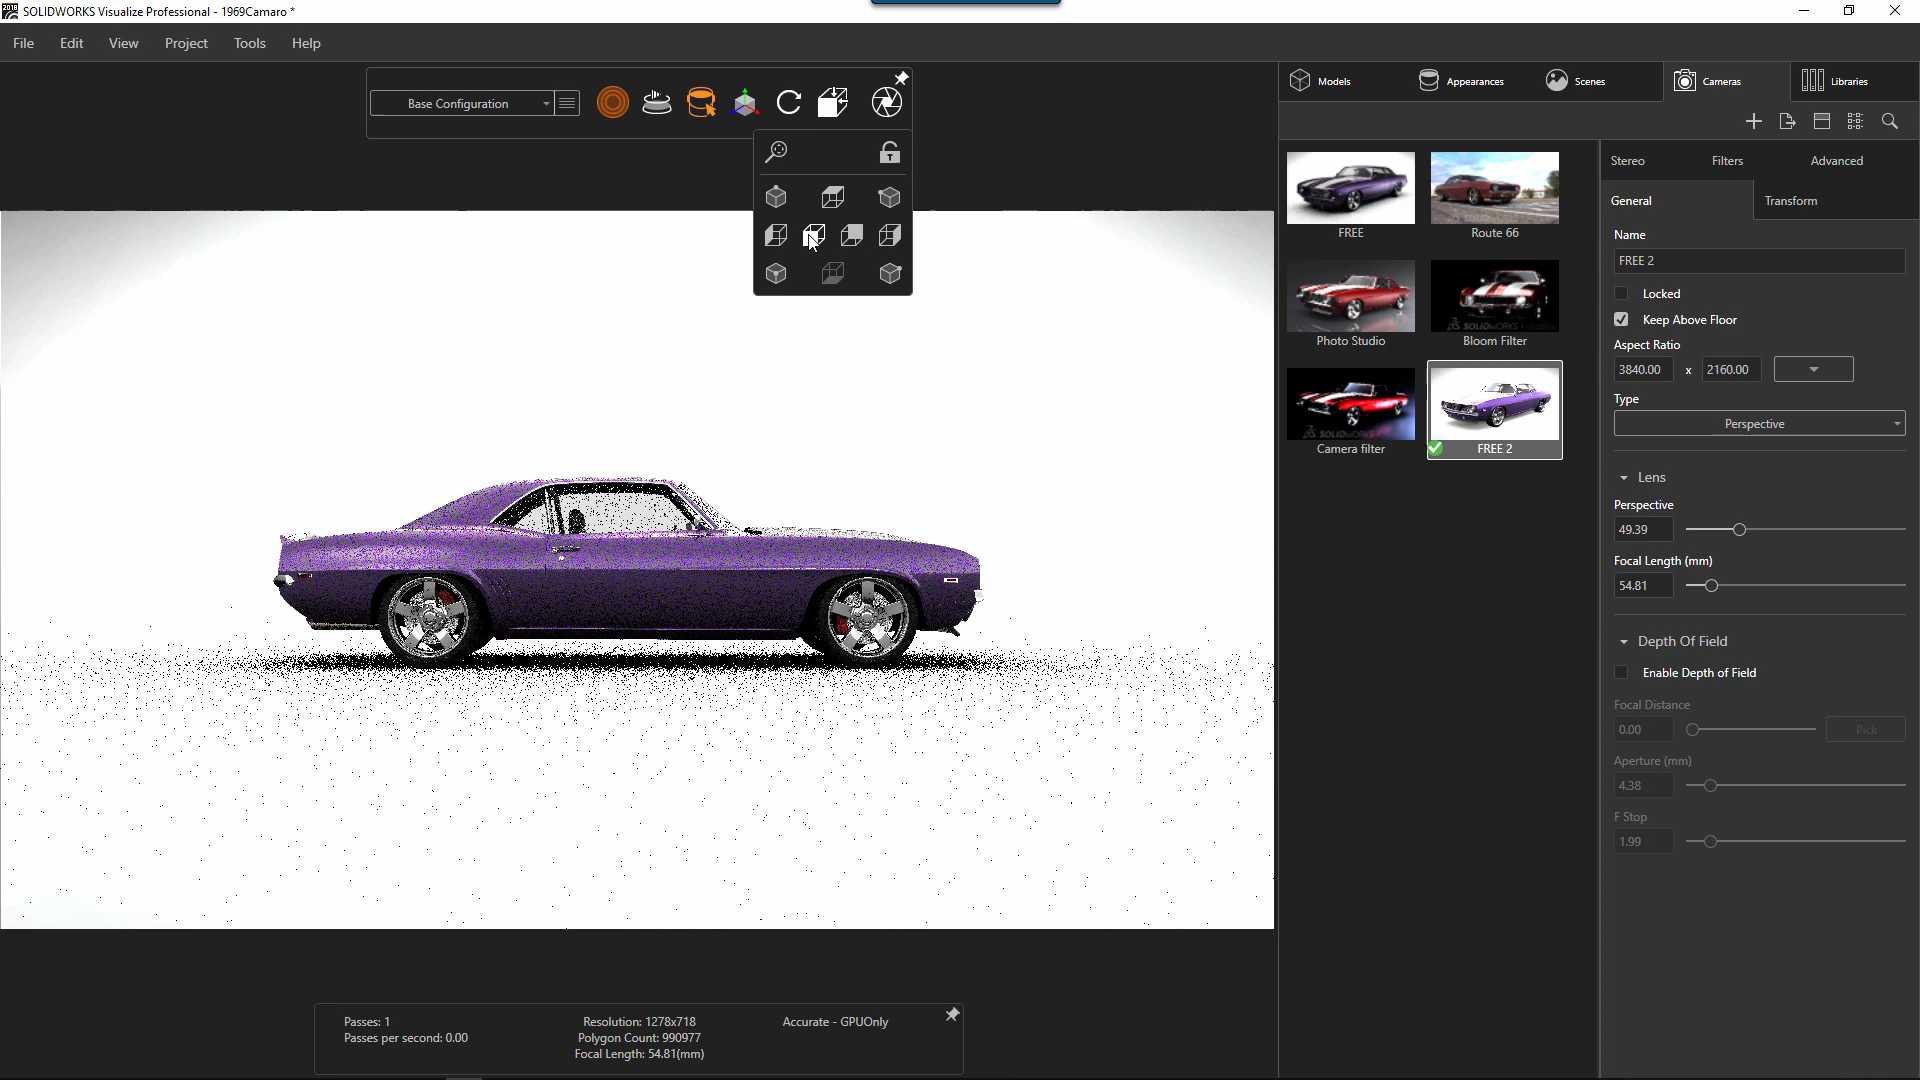 SOLIDWORKS Visualize Professional - 1969Camaro *
File Edit View Project Tools Help
Base Configuration
Models Appearances Scenes Cameras Libraries
FREE
Route 66
Photo Studio
Bloom Filter
Camera filter
FREE 2
Stereo Filters Advanced
General Transform
Name
FREE 2
Locked
Keep Above Floor
Aspect Ratio
3840.00 x 2160.00
Type
Perspective
Lens
Perspective
49.39
Focal Length (mm)
54.81
Depth Of Field
Enable Depth of Field
Focal Distance
0.00 Pick
Aperture (mm)
4.38
F Stop
1.99
Passes: 1
Passes per second: 0.00
Resolution: 1278x718
Polygon Count: 990977
Focal Length: 54.81(mm)
Accurate - GPUOnly